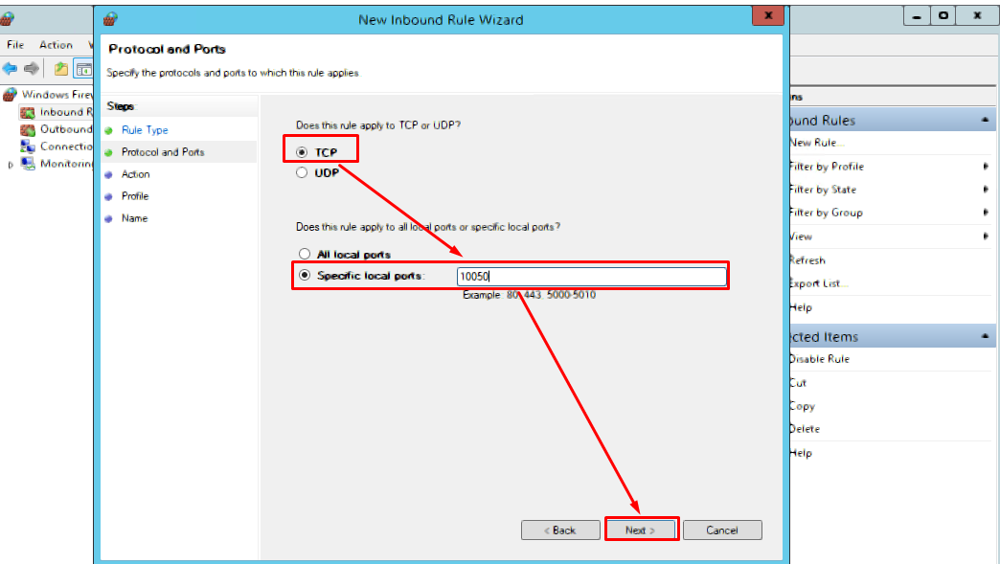 New Inbound Rule Wizard
x
x
File Action
Protocol and Ports
Specify the protocols and ports to which this rule applies.
Windows Firew
Inbound R
Outbound
Connectio
Monitoring
Steps:
Rule Type
Protocol and Ports
Action
Profile
Name
Does this rule apply to TCP or UDP?
TCP
UDP
Does this rule apply to all local ports or specific local ports?
All local ports
Specific local ports:
10050
Example: 80, 443, 5000-5010
< Back
Next >
Cancel
ons
ound Rules
New Rule...
Filter by Profile
Filter by State
Filter by Group
View
Refresh
Export List...
Help
cted Items
Disable Rule
Cut
Copy
Delete
Help